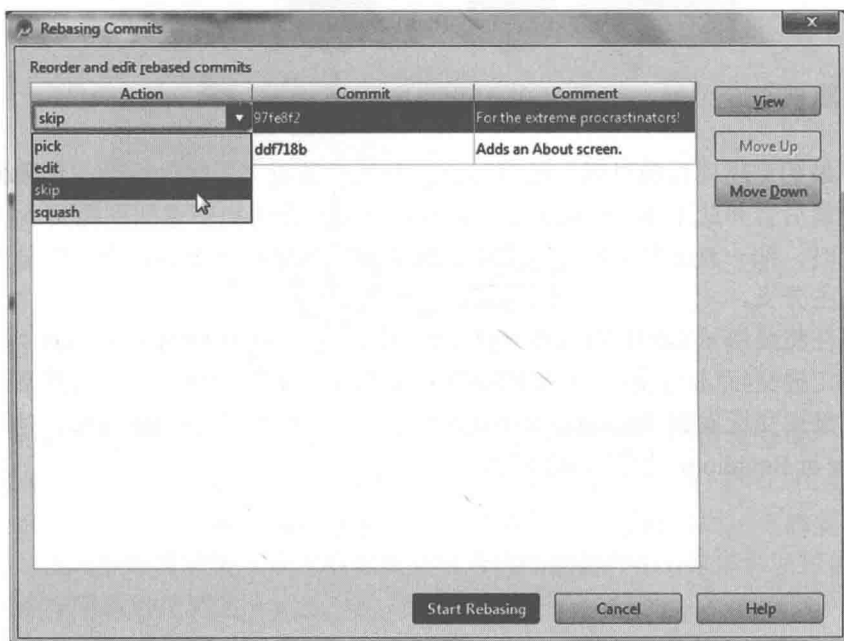 Rebasing Commits
Reorder and edit rebased commits
Action Commit Comment
skip 97fe8f2 For the extreme procrastinators!
pick ddf718b Adds an About screen.
edit
skip
squash
View
Move Up
Move Down
Start Rebasing Cancel Help